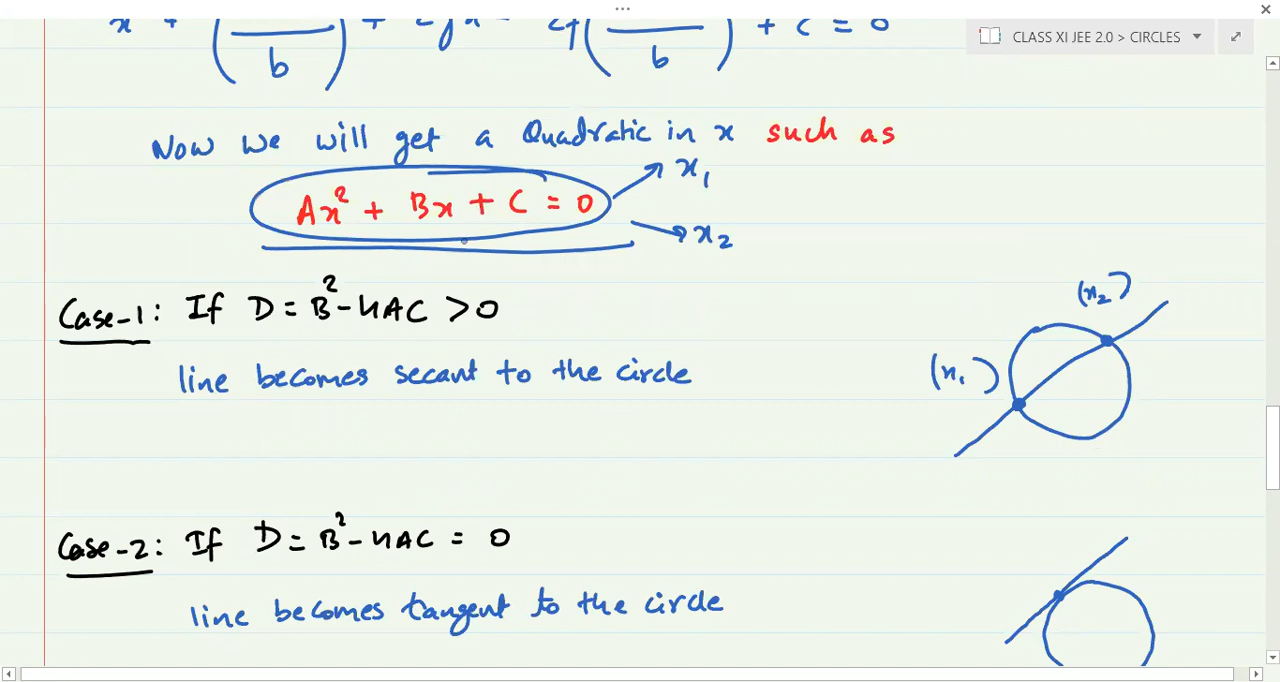 CLASS XI JEE 2.0 > CIRCLES
b
b
+ C = 0
Now we will get a Quadratic in x such as
x₁
Ax² + Bx + C = 0
x₂
Case-1: If D = B² - 4AC > 0
(x₂)
line becomes secant to the circle
(x₁)
Case-2: If D = B² - 4AC = 0
line becomes tangent to the circle